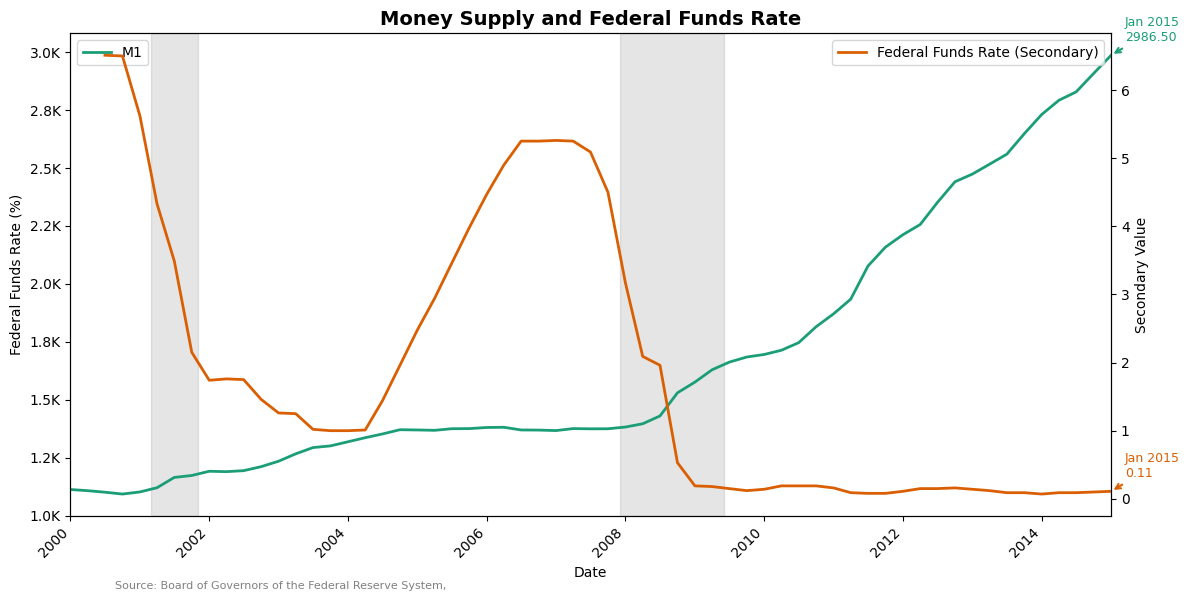 Money Supply and Federal Funds Rate
Jan 2015
2986.50
M1
Federal Funds Rate (Secondary)
3.0K
2.8K
2.5K
2.2K
2.0K
1.8K
1.5K
1.2K
1.0K
Federal Funds Rate (%)
6
5
4
3
2
1
0
Secondary Value
Jan 2015
0.11
2000
2002
2004
2006
2008
2010
2012
2014
Date
Source: Board of Governors of the Federal Reserve System,